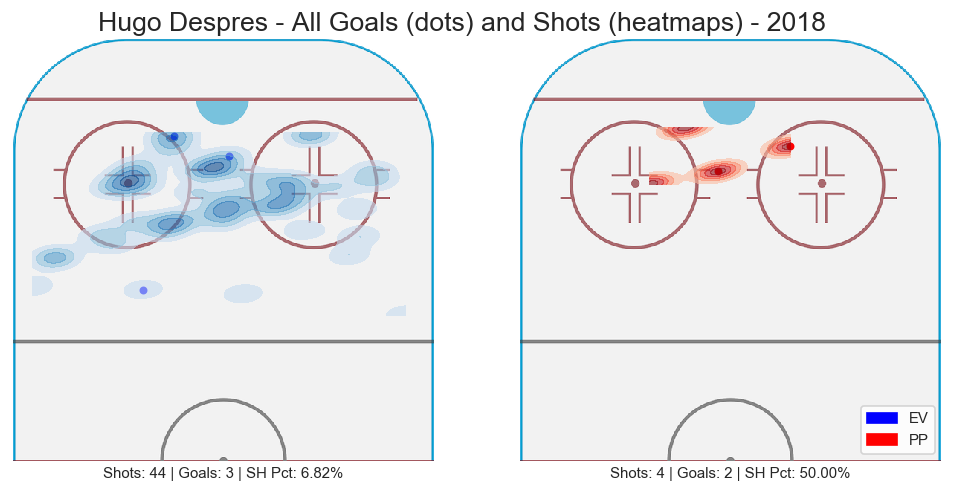 Hugo Despres - All Goals (dots) and Shots (heatmaps) - 2018
EV
PP
Shots: 44 | Goals: 3 | SH Pct: 6.82%
Shots: 4 | Goals: 2 | SH Pct: 50.00%